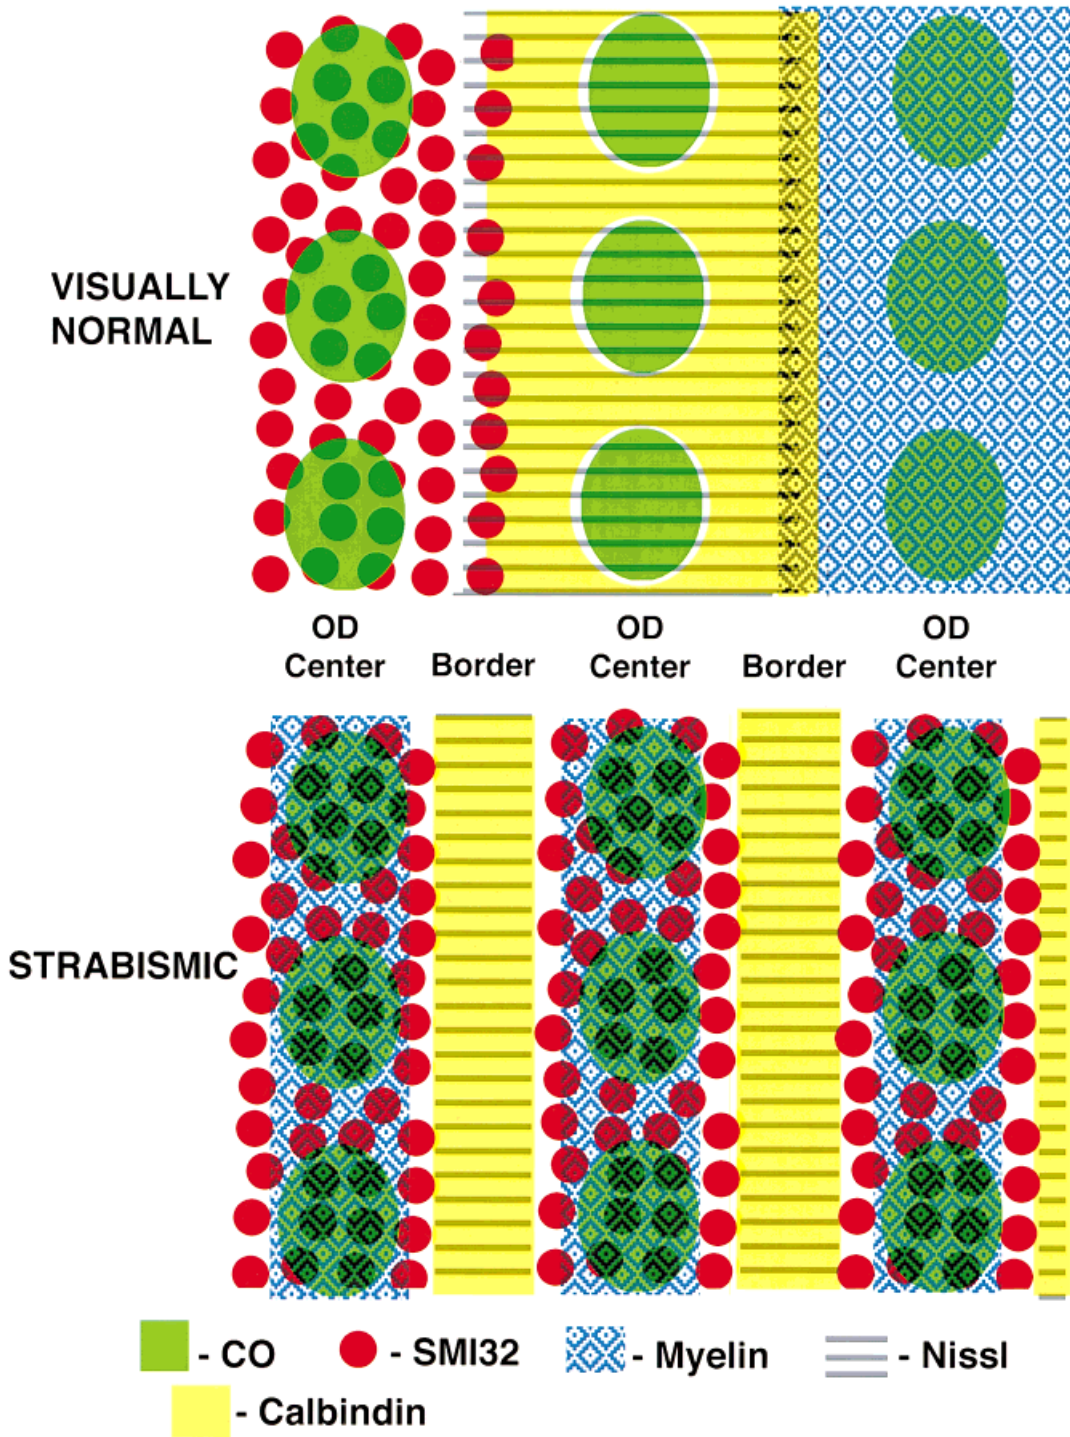 VISUALLY
NORMAL
OD
Center
Border
OD
Center
Border
OD
Center
STRABISMIC
- CO
- SMI32
- Myelin
- Nissl
- Calbindin